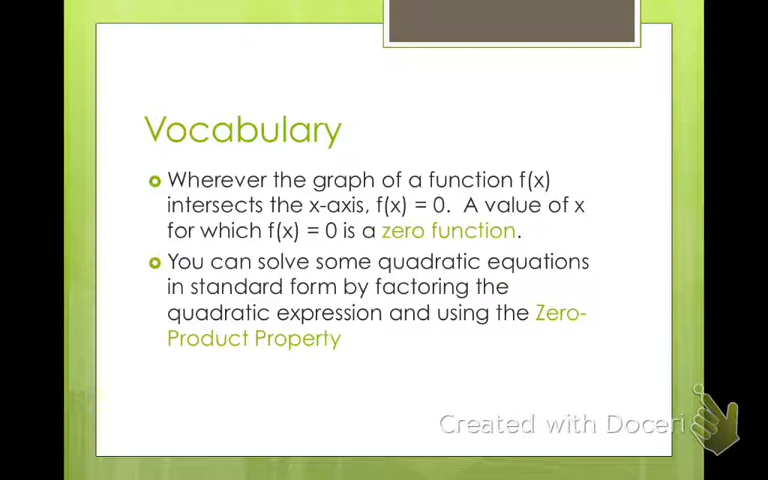 Vocabulary
Wherever the graph of a function f(x)
intersects the x-axis, f(x) = 0. A value of x
for which f(x) = 0 is a zero function.
You can solve some quadratic equations
in standard form by factoring the
quadratic expression and using the Zero-
Product Property
Created with Doceri